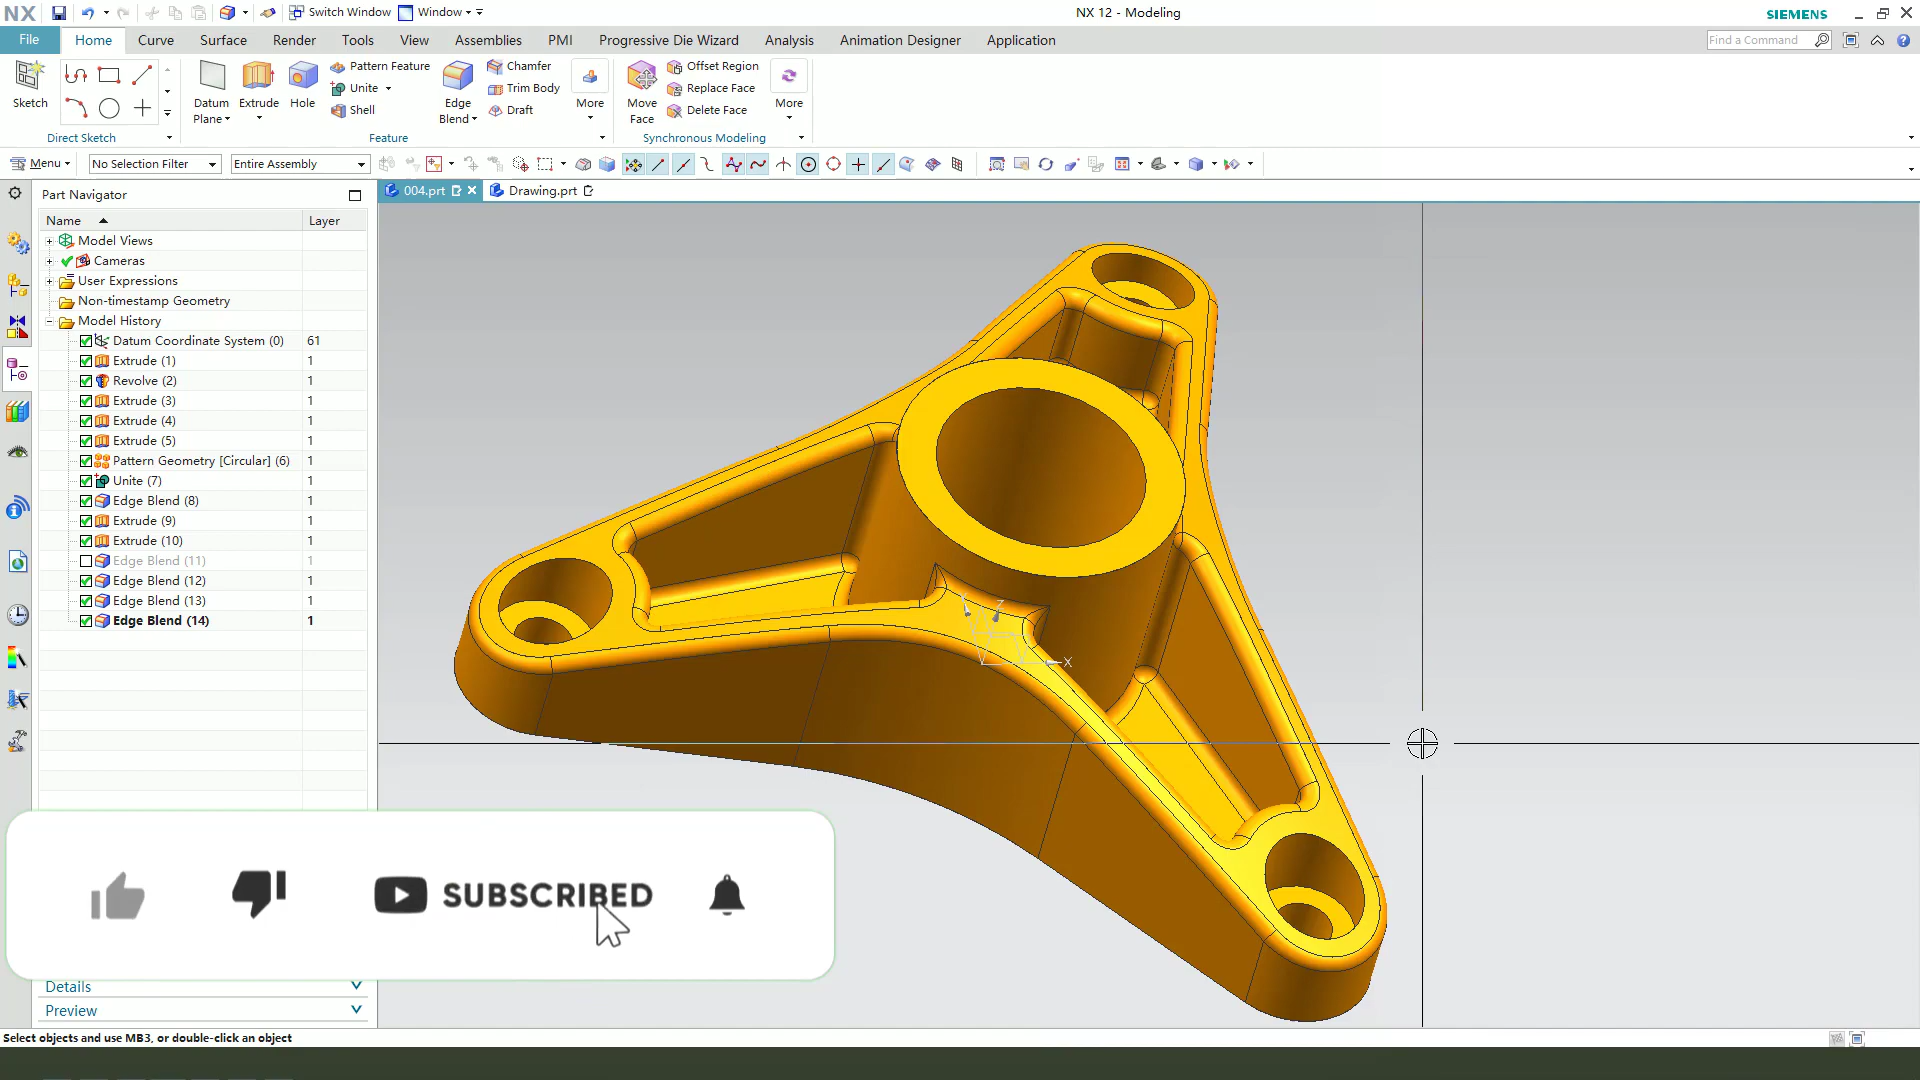 NX
Switch Window
Window
NX 12 - Modeling
SIEMENS
File
Home
Curve
Surface
Render
Tools
View
Assemblies
PMI
Progressive Die Wizard
Analysis
Animation Designer
Application
Find a Command
Sketch
Datum
Plane
Extrude
Hole
Pattern Feature
Unite
Shell
Edge
Blend
Chamfer
Trim Body
Draft
More
Move
Face
Offset Region
Replace Face
Delete Face
More
Direct Sketch
Feature
Synchronous Modeling
Menu
No Selection Filter
Entire Assembly
Part Navigator
004.prt
Drawing.prt
Name
Layer
Model Views
Cameras
User Expressions
Non-timestamp Geometry
Model History
Datum Coordinate System (0) 61
Extrude (1) 1
Revolve (2) 1
Extrude (3) 1
Extrude (4) 1
Extrude (5) 1
Pattern Geometry [Circular] (6) 1
Unite (7) 1
Edge Blend (8) 1
Extrude (9) 1
Extrude (10) 1
Edge Blend (11) 1
Edge Blend (12) 1
Edge Blend (13) 1
Edge Blend (14) 1
X
SUBSCRIBED
Details
Preview
Select objects and use MB3, or double-click an object